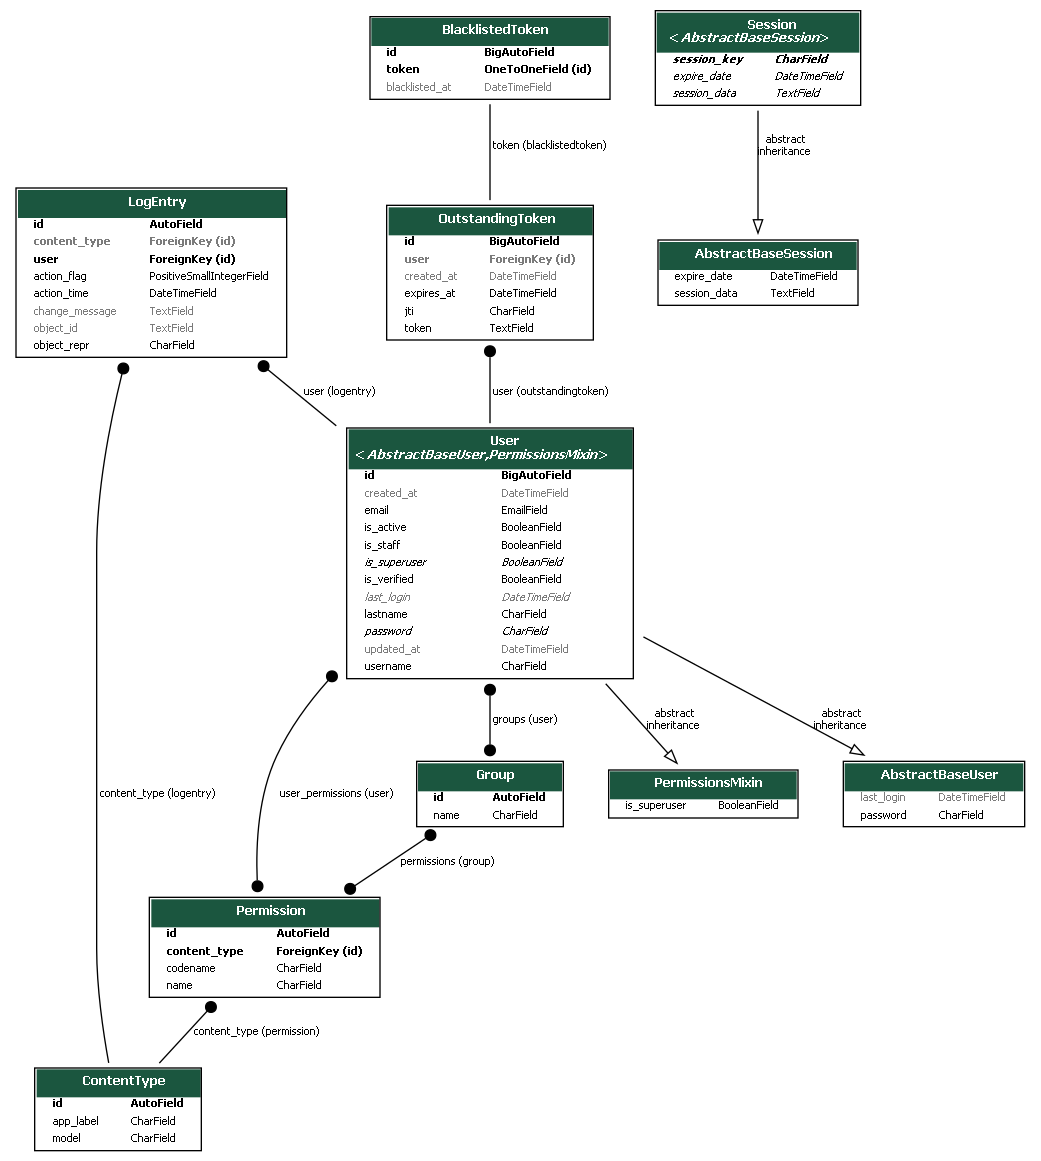 BlacklistedToken
id BigAutoField
token OneToOneField (id)
blacklisted_at DateTimeField
Session
<AbstractBaseSession>
session_key CharField
expire_date DateTimeField
session_data TextField
token (blacklistedtoken)
abstract
inheritance
LogEntry
id AutoField
content_type ForeignKey (id)
user ForeignKey (id)
action_flag PositiveSmallIntegerField
action_time DateTimeField
change_message TextField
object_id TextField
object_repr CharField
OutstandingToken
id BigAutoField
user ForeignKey (id)
created_at DateTimeField
expires_at DateTimeField
jti CharField
token TextField
AbstractBaseSession
expire_date DateTimeField
session_data TextField
user (logentry)
user (outstandingtoken)
User
<AbstractBaseUser,PermissionsMixin>
id BigAutoField
created_at DateTimeField
email EmailField
is_active BooleanField
is_staff BooleanField
is_superuser BooleanField
is_verified BooleanField
last_login DateTimeField
lastname CharField
password CharField
updated_at DateTimeField
username CharField
groups (user)
abstract
inheritance
abstract
inheritance
content_type (logentry)
user_permissions (user)
Group
id AutoField
name CharField
PermissionsMixin
is_superuser BooleanField
AbstractBaseUser
last_login DateTimeField
password CharField
permissions (group)
Permission
id AutoField
content_type ForeignKey (id)
codename CharField
name CharField
content_type (permission)
ContentType
id AutoField
app_label CharField
model CharField